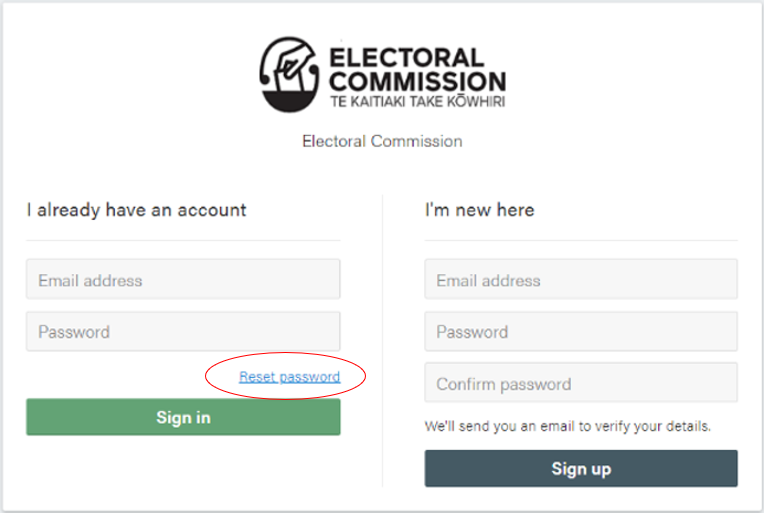 ELECTORAL
COMMISSION
TE KAITIAKI TAKE KŌWHIRI
Electoral Commission
I already have an account
Email address
Password
Reset password
Sign in
I'm new here
Email address
Password
Confirm password
We'll send you an email to verify your details.
Sign up